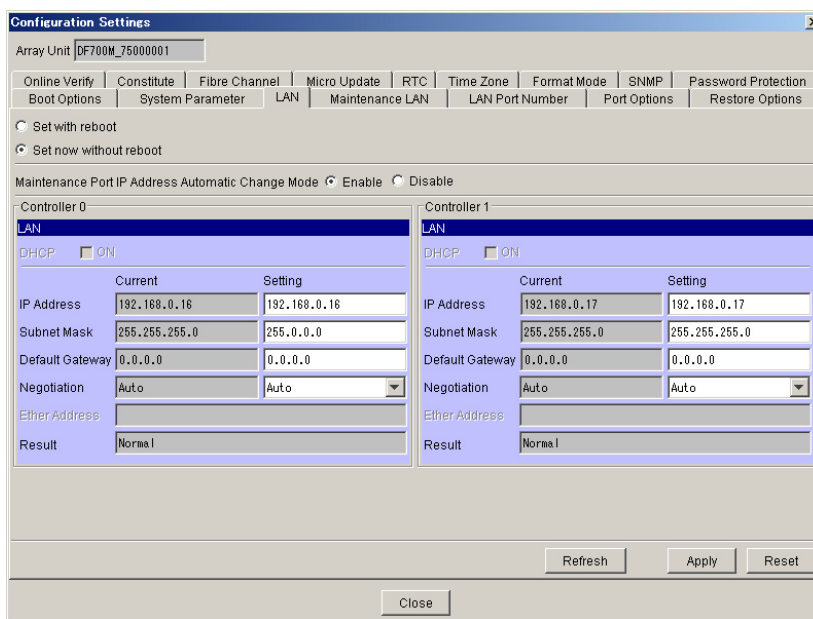 Configuration Settings
Array Unit DF700M_75000001
Online Verify Constitute Fibre Channel Micro Update RTC Time Zone Format Mode SNMP Password Protection
Boot Options System Parameter LAN Maintenance LAN LAN Port Number Port Options Restore Options
Set with reboot
Set now without reboot
Maintenance Port IP Address Automatic Change Mode Enable Disable
Controller 0
LAN
DHCP ON
Current Setting
IP Address 192.168.0.16 192.168.0.16
Subnet Mask 255.255.255.0 255.0.0.0
Default Gateway 0.0.0.0 0.0.0.0
Negotiation Auto Auto
Ether Address
Result Normal
Controller 1
LAN
DHCP ON
Current Setting
IP Address 192.168.0.17 192.168.0.17
Subnet Mask 255.255.255.0 255.255.255.0
Default Gateway 0.0.0.0 0.0.0.0
Negotiation Auto Auto
Ether Address
Result Normal
Refresh Apply Reset
Close